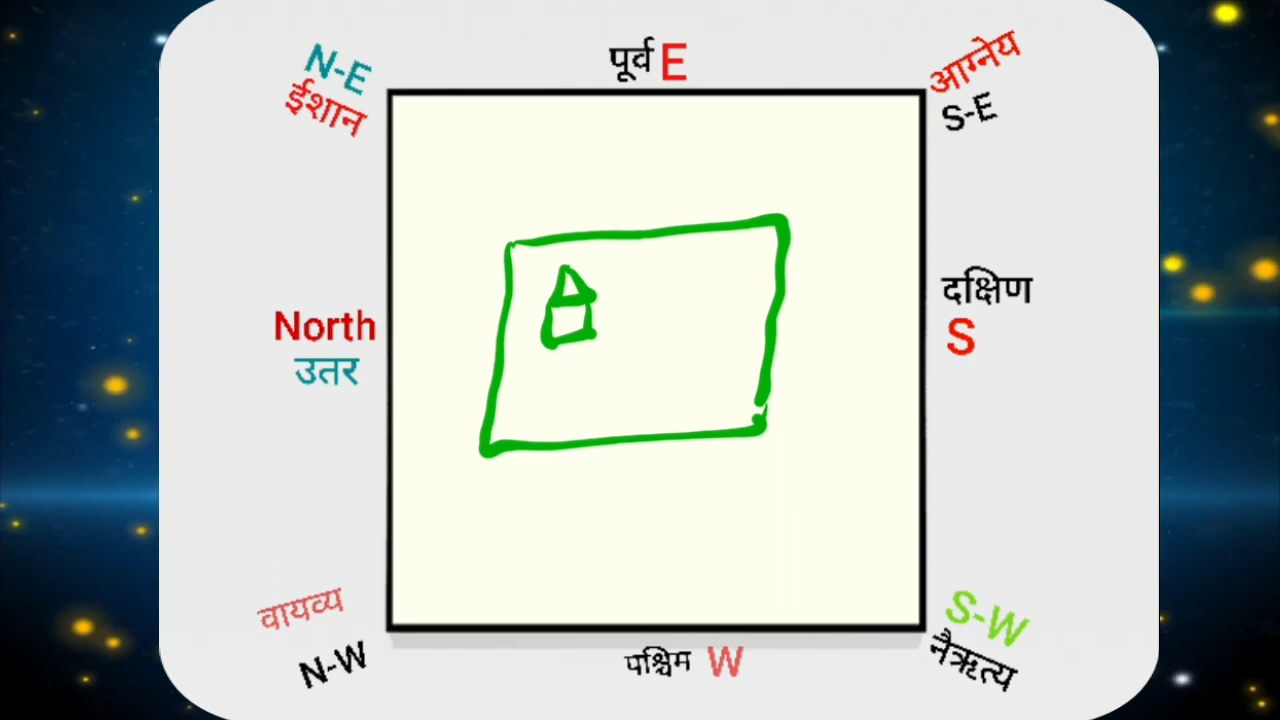 N-E
ईशान
पूर्व E
आग्नेय
S-E
North
उतर
दक्षिण
S
वायव्य
N-W
पश्चिम W
S-W
नैऋत्य